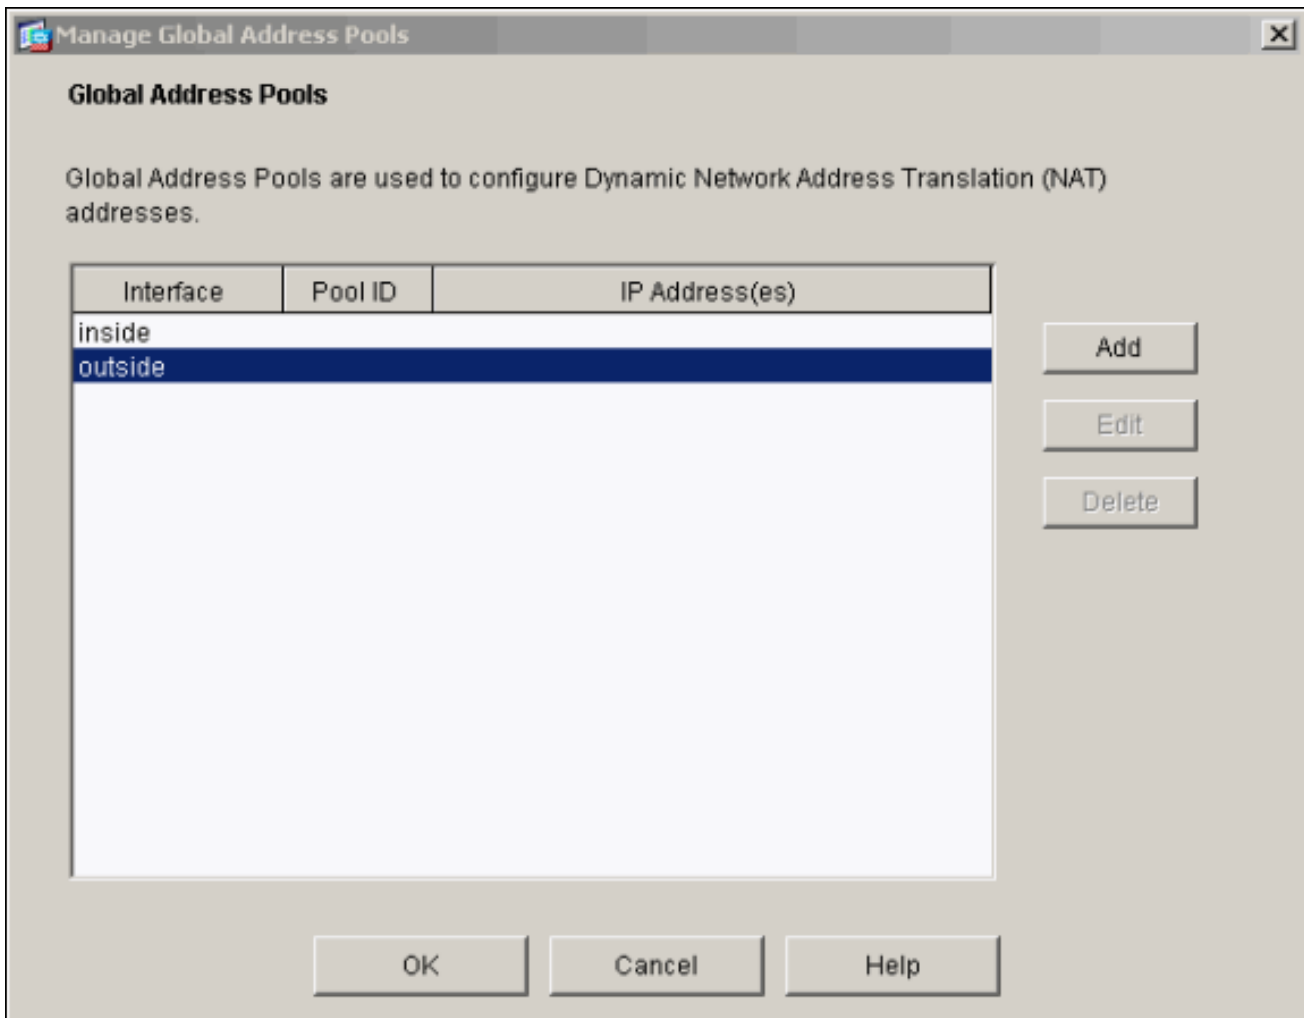 Manage Global Address Pools
Global Address Pools
Global Address Pools are used to configure Dynamic Network Address Translation (NAT)
addresses.
Interface Pool ID IP Address(es)
inside
outside
Add
Edit
Delete
OK Cancel Help